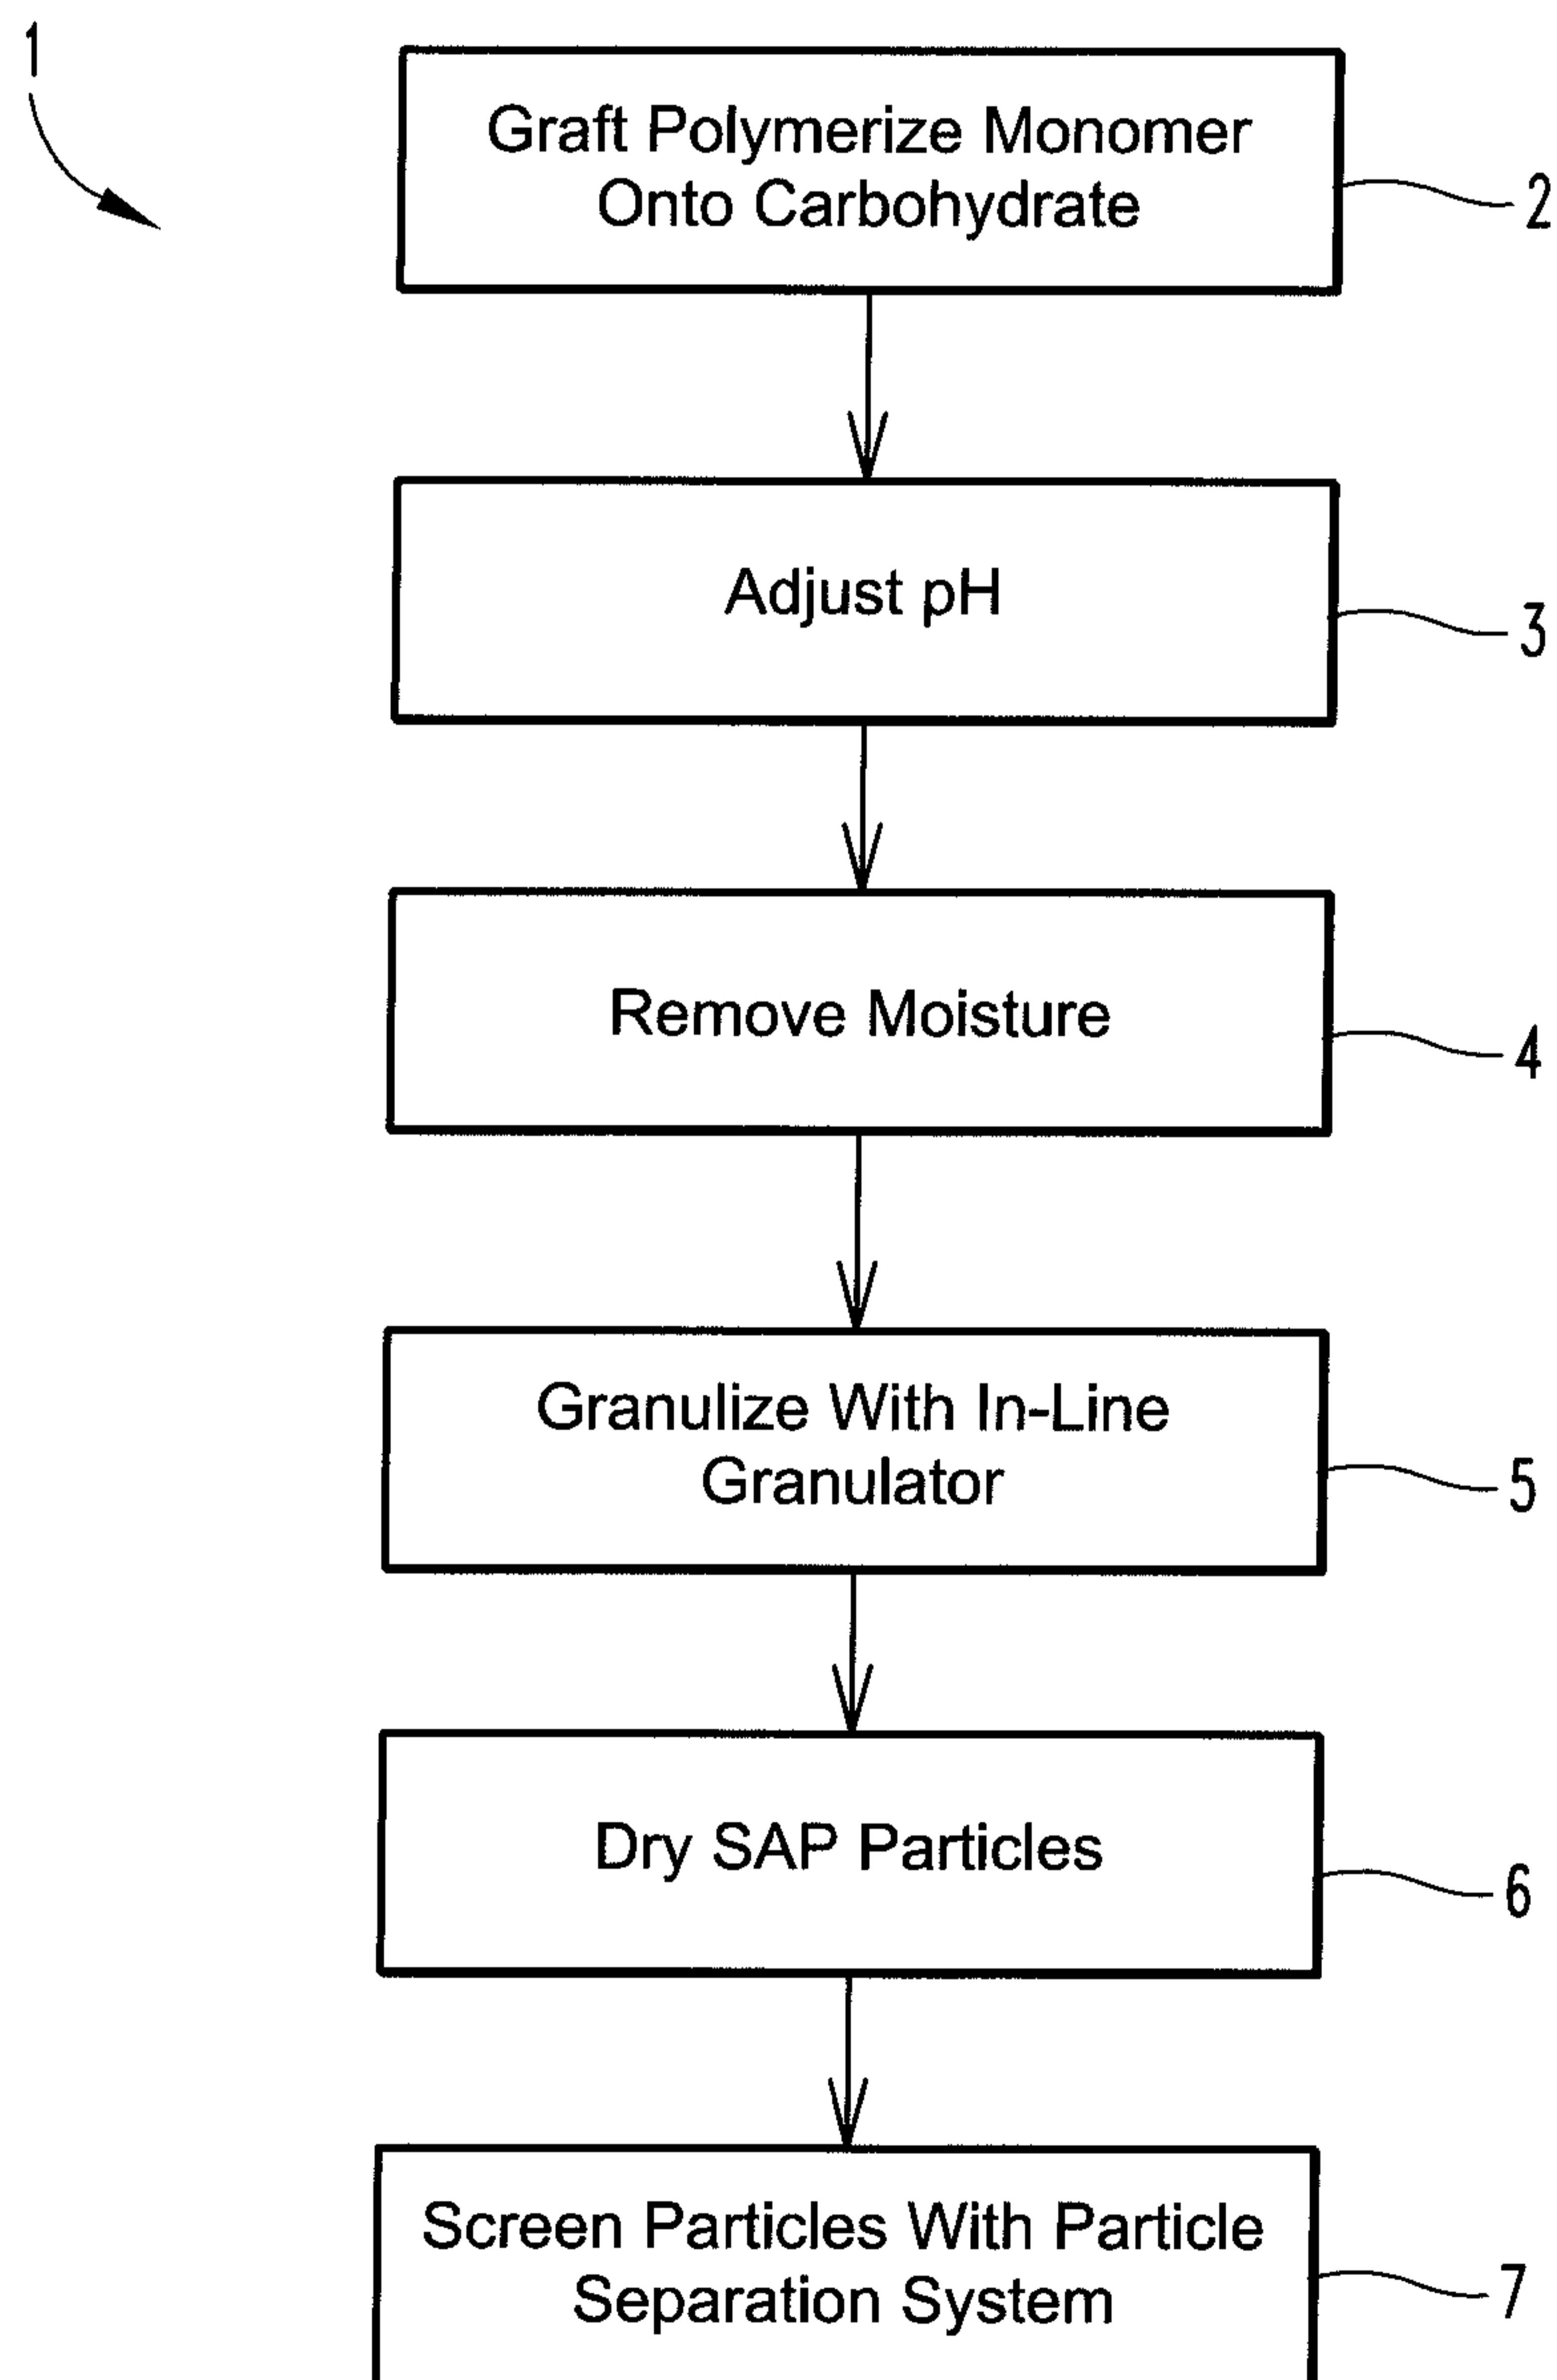 1
Graft Polymerize Monomer
Onto Carbohydrate
2
Adjust pH
3
Remove Moisture
4
Granulize With In-Line
Granulator
5
Dry SAP Particles
6
Screen Particles With Particle
Separation System
7